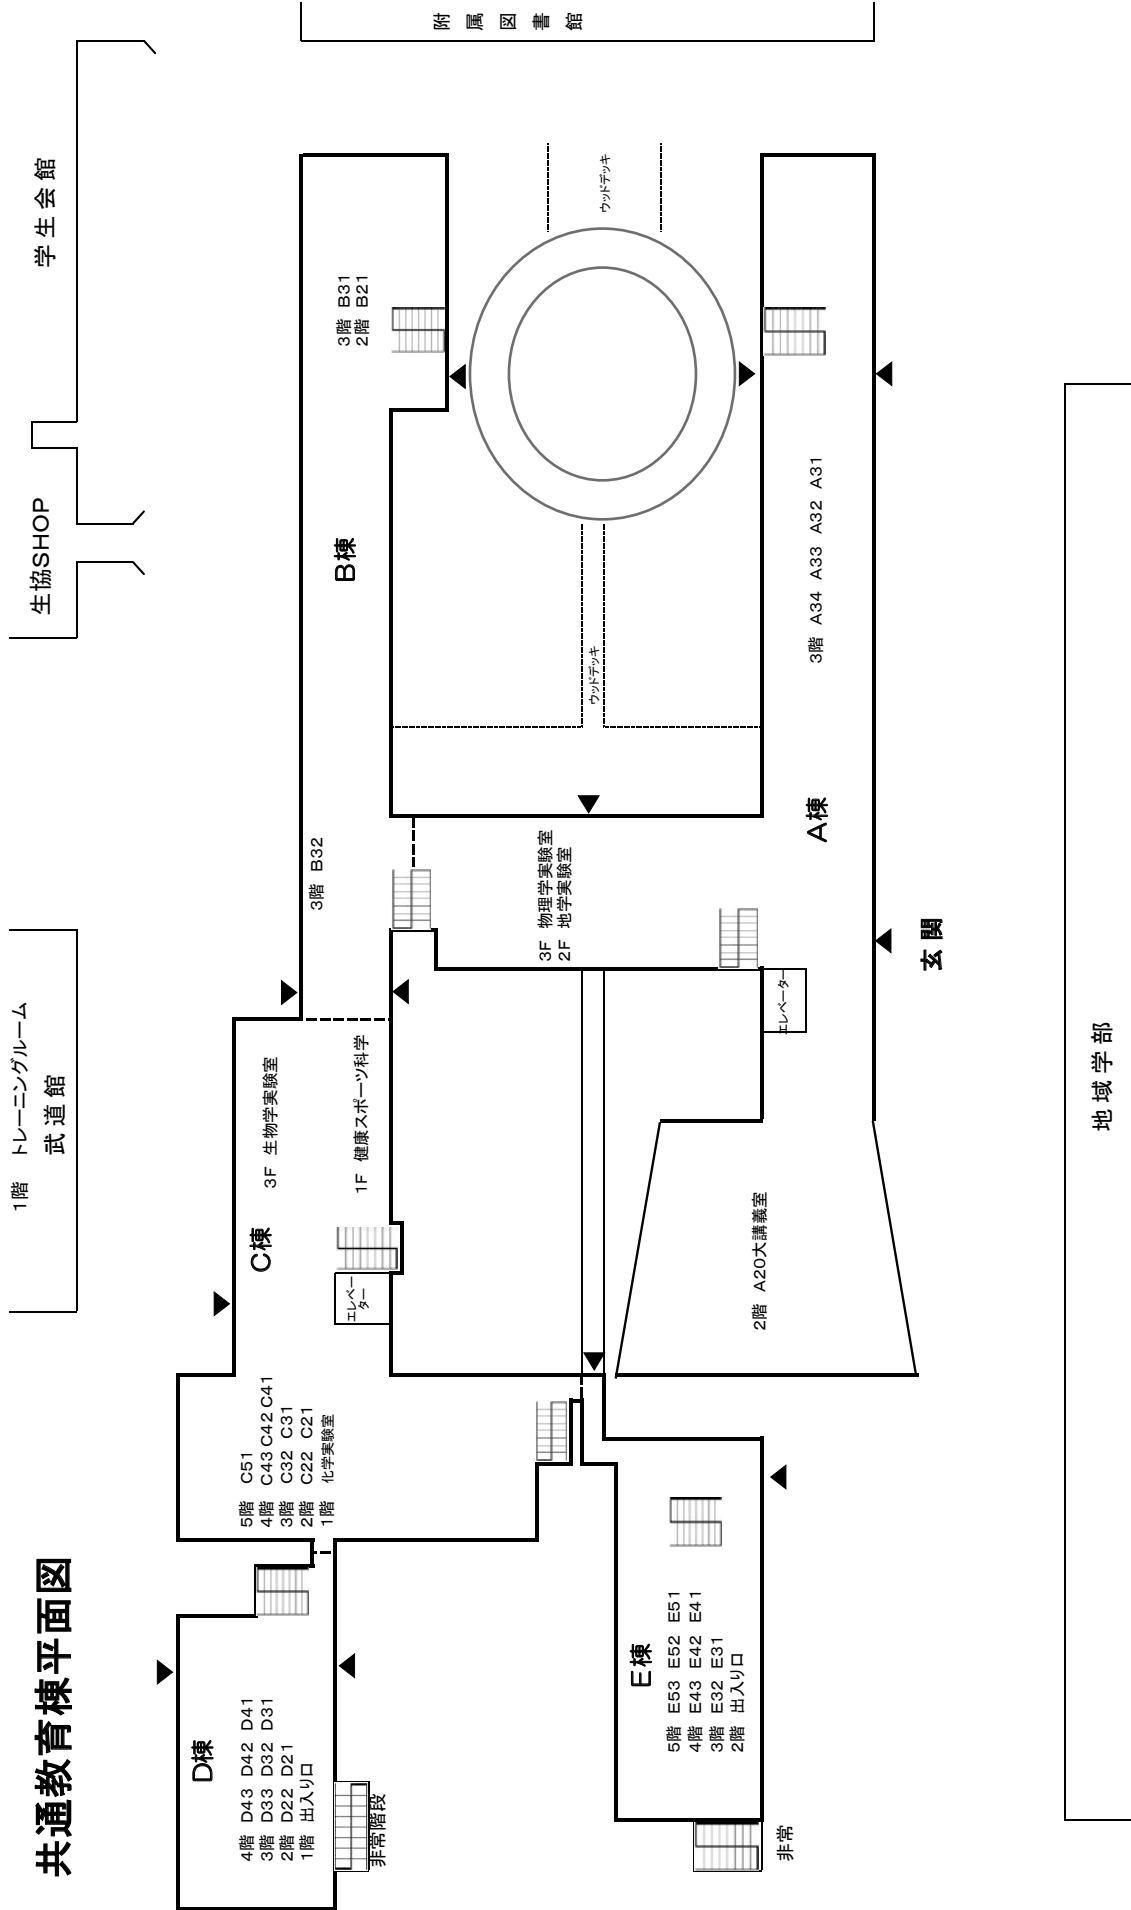 共通教育棟平面図
1階 トレーニングルーム
武 道 館
生協SHOP
学 生 会 館
附 属 図 書 館
D棟
4階 D43 D42 D41
3階 D33 D32 D31
2階 D22 D21
1階 出入り口
非常階段
5階 C51
4階 C43 C42 C41
3階 C32 C31
2階 C22 C21
1階 化学実験室
C棟
3F 生物学実験室
1F 健康スポーツ科学
エレベー
ター
3階 B32
B棟
3階 B31
2階 B21
3F 物理学実験室
2F 地学実験室
ウッドデッキ
ウッドデッキ
E棟
5階 E53 E52 E51
4階 E43 E42 E41
3階 E32 E31
2階 出入り口
非常
2階 A20大講義室
エレベーター
A棟
3階 A34 A33 A32 A31
玄 関
地 域 学 部